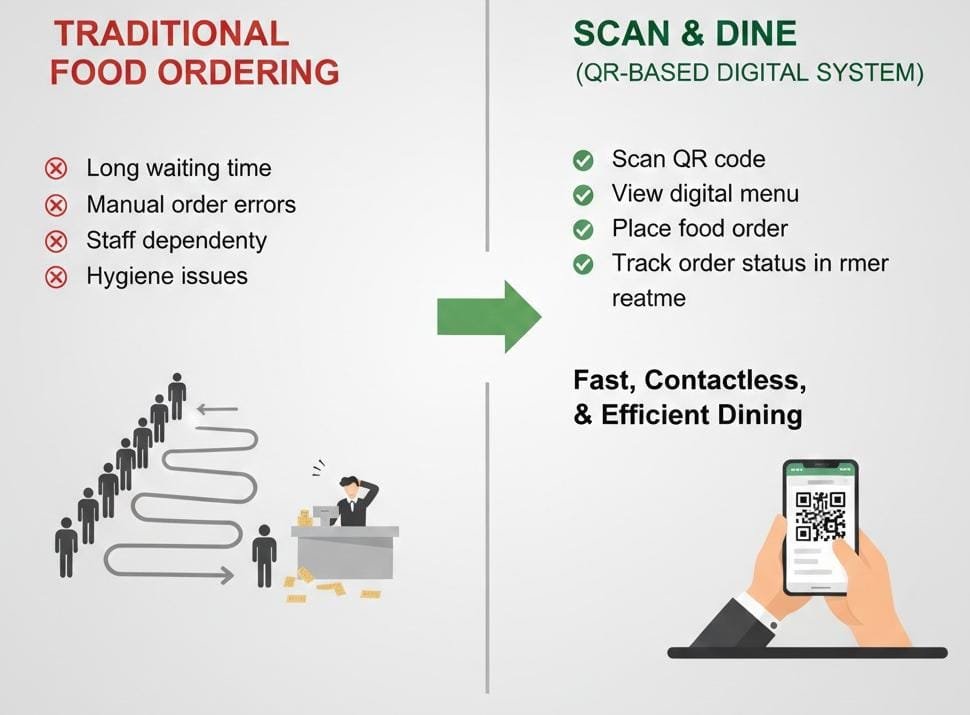 TRADITIONAL
FOOD ORDERING
Long waiting time
Manual order errors
Staff dependenty
Hygiene issues
SCAN & DINE
(QR-BASED DIGITAL SYSTEM)
Scan QR code
View digital menu
Place food order
Track order status in rmer
reatme
Fast, Contactless,
& Efficient Dining